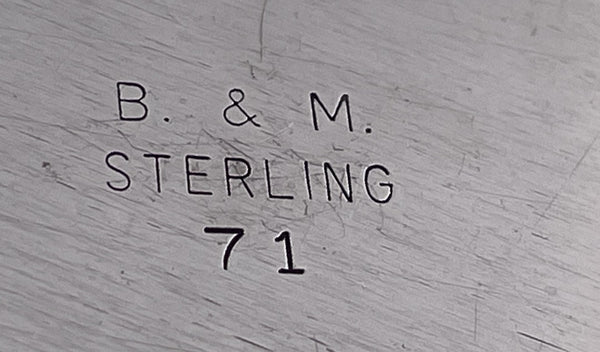 B. & M.
STERLING
71